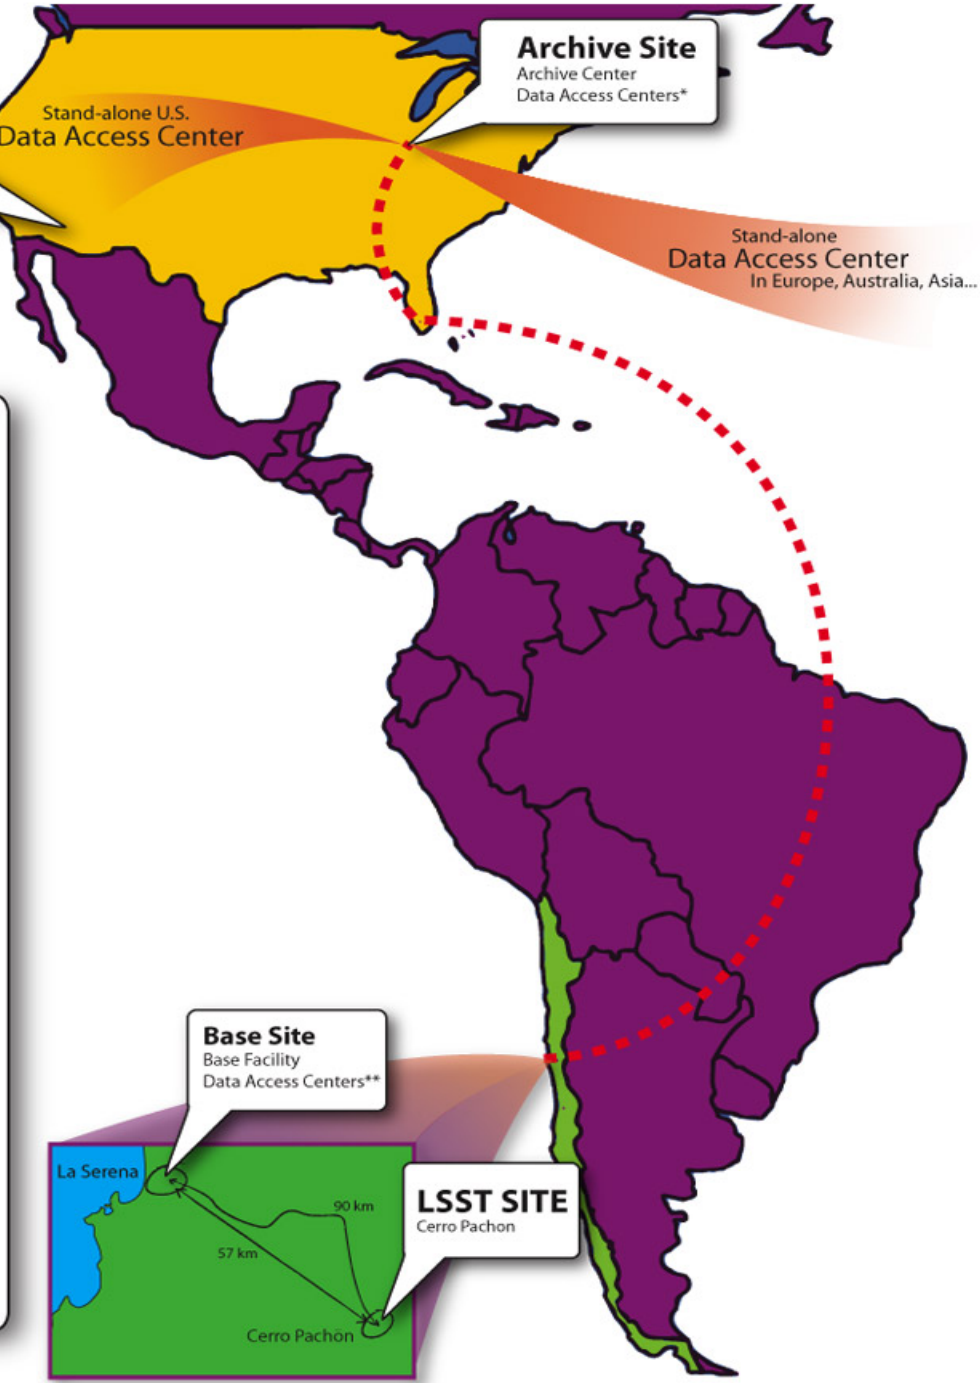 Archive Site
Archive Center
Data Access Centers*
Stand-alone U.S.
Data Access Center
Stand-alone
Data Access Center
In Europe, Australia, Asia...
Base Site
Base Facility
Data Access Centers**
La Serena
90 km
57 km
LSST SITE
Cerro Pachon
Cerro Pachön